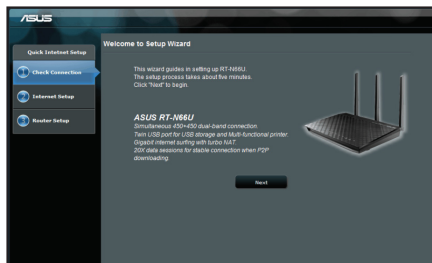 ASUS
Quick Intetnet Setup
1 Check Connection
2 Internet Setup
3 Router Setup
Welcome to Setup Wizard
This wizard guides in setting up RT-N66U.
The setup process takes about five minutes.
Click "Next" to begin.
ASUS RT-N66U
Simultaneous 450+450 dual-band connection.
Twin USB port for USB storage and Multi-functional printer.
Gigabit internet surfing with turbo NAT.
20X data sessions for stable connection when P2P
downloading.
Next